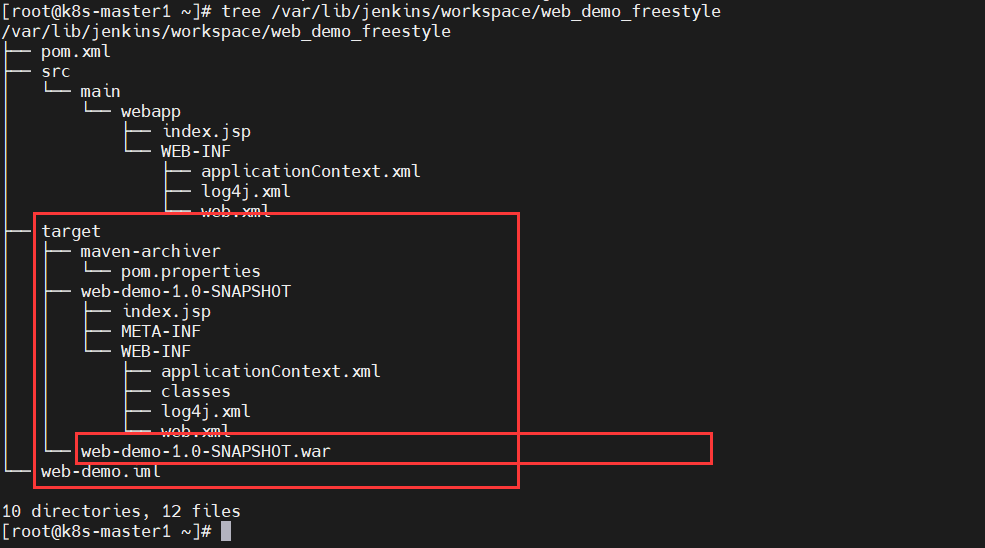 [root@k8s-master1 ~]# tree /var/lib/jenkins/workspace/web_demo_freestyle
/var/lib/jenkins/workspace/web_demo_freestyle
├── pom.xml
├── src
│   └── main
│       └── webapp
│           ├── index.jsp
│           └── WEB-INF
│               ├── applicationContext.xml
│               ├── log4j.xml
│               └── web.xml
├── target
│   ├── maven-archiver
│   │   └── pom.properties
│   ├── web-demo-1.0-SNAPSHOT
│   │   ├── index.jsp
│   │   ├── META-INF
│   │   └── WEB-INF
│   │       ├── applicationContext.xml
│   │       ├── classes
│   │       ├── log4j.xml
│   │       └── web.xml
│   └── web-demo-1.0-SNAPSHOT.war
└── web-demo.iml

10 directories, 12 files
[root@k8s-master1 ~]#